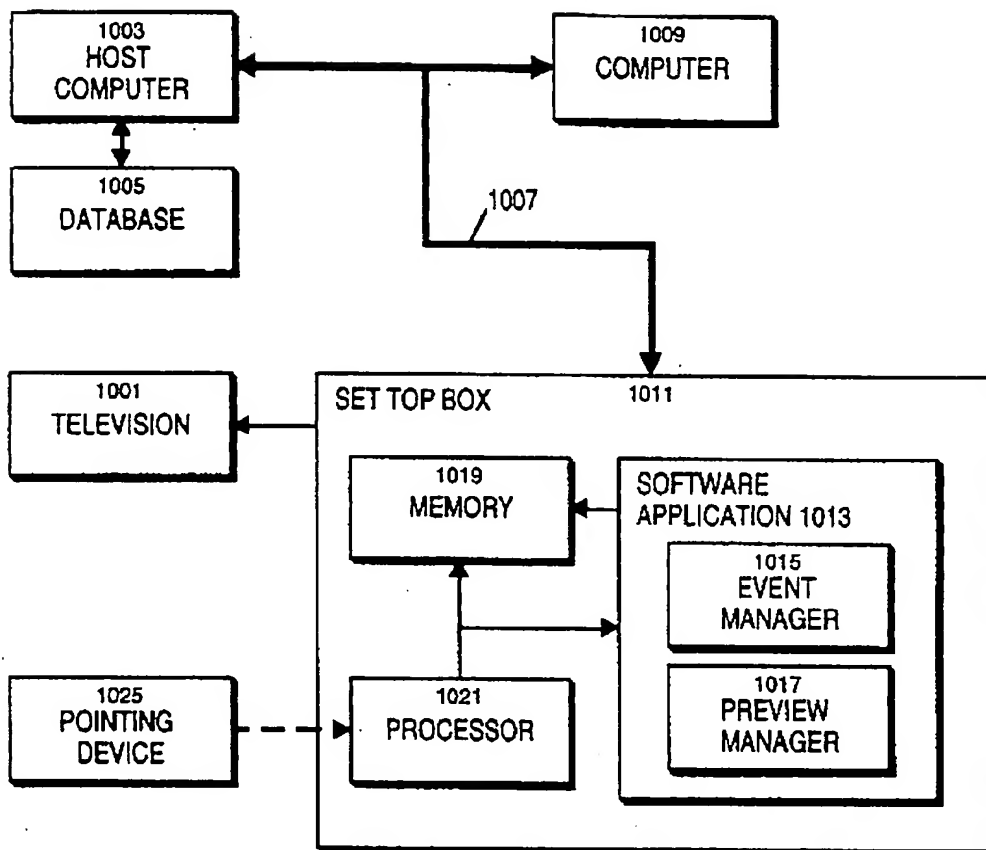 1003
HOST
COMPUTER
1009
COMPUTER
1005
DATABASE
1007
1001
TELEVISION
SET TOP BOX 1011
1019
MEMORY
SOFTWARE
APPLICATION 1013
1015
EVENT
MANAGER
1025
POINTING
DEVICE
1021
PROCESSOR
1017
PREVIEW
MANAGER